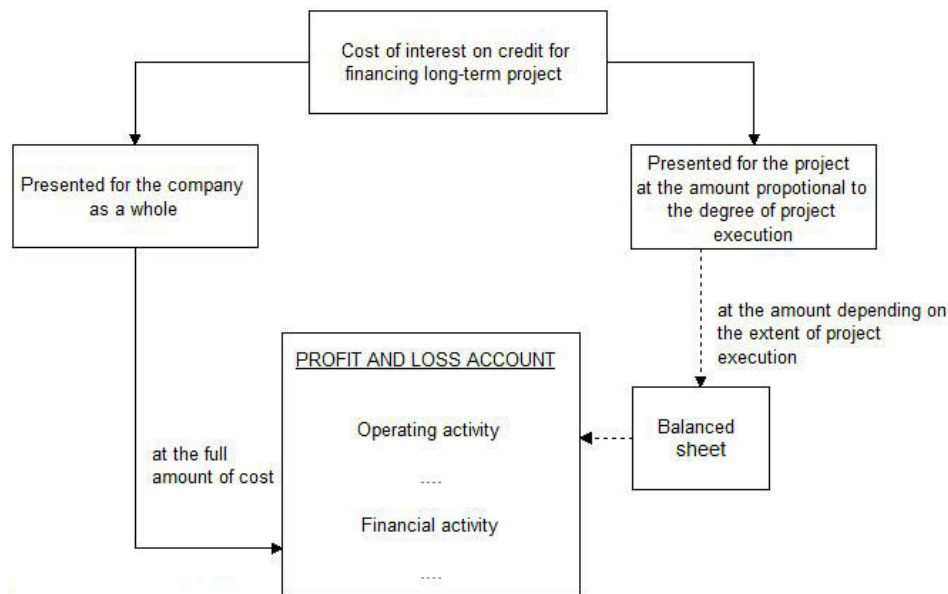 Cost of interest on credit for
financing long-term project
Presented for the company
as a whole
Presented for the project
at the amount propotional to
the degree of project
execution
at the amount depending on
the extent of project
execution
PROFIT AND LOSS ACCOUNT
Operating activity
....
Financial activity
....
Balanced
sheet
at the full
amount of cost